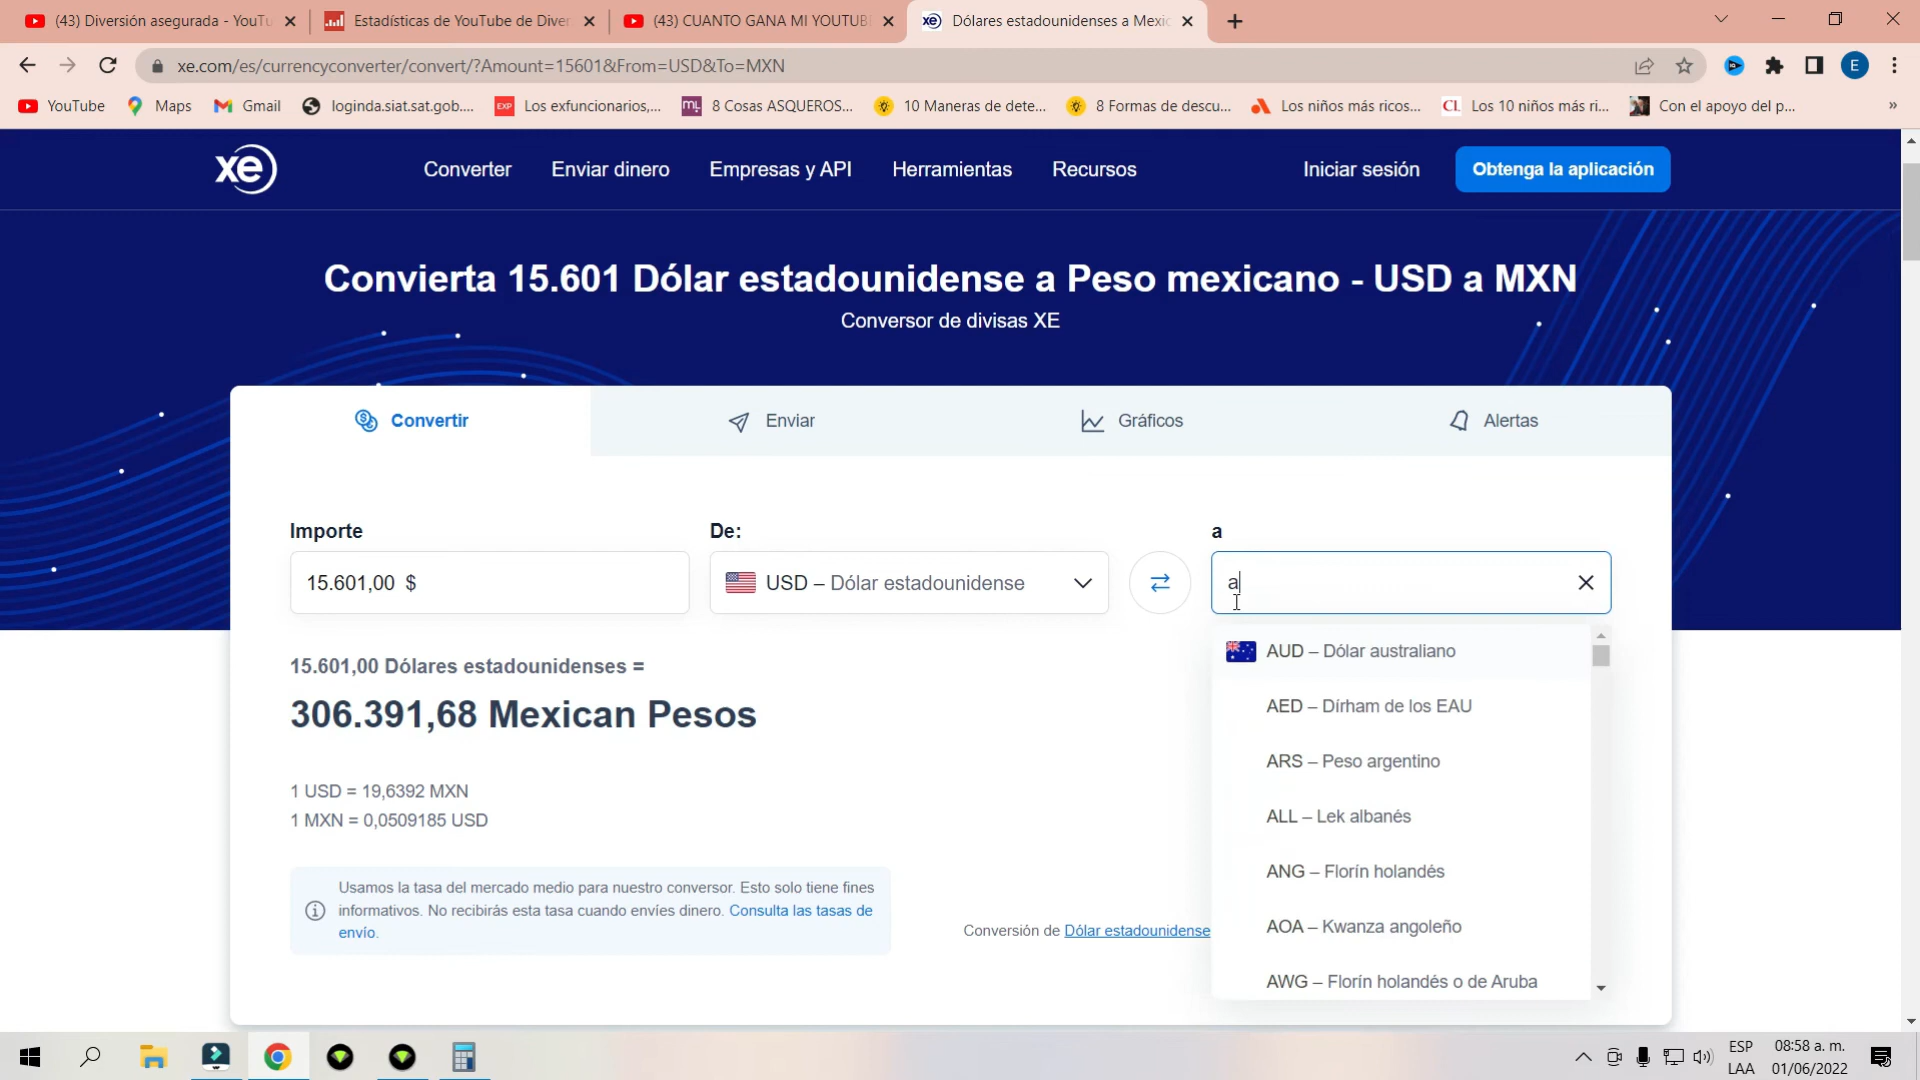 (43) Diversión asegurada - YouTu
Estadísticas de YouTube de Diver
(43) CUANTO GANA MI YOUTUBE
Dólares estadounidenses a Mexic
xe.com/es/currencyconverter/convert/?Amount=15601&From=USD&To=MXN
E
YouTube
Maps
Gmail
loginda.siat.sat.gob....
EXP
Los exfuncionarios,...
8 Cosas ASQUEROS...
10 Maneras de dete...
8 Formas de descu...
Los niños más ricos...
CL
Los 10 niños más ri...
Con el apoyo del p...
»
xe
Converter
Enviar dinero
Empresas y API
Herramientas
Recursos
Iniciar sesión
Obtenga la aplicación
Convierta 15.601 Dólar estadounidense a Peso mexicano - USD a MXN
Conversor de divisas XE
Convertir
Enviar
Gráficos
Alertas
Importe
De:
a
15.601,00 $
USD – Dólar estadounidense
a
15.601,00 Dólares estadounidenses =
306.391,68 Mexican Pesos
1 USD = 19,6392 MXN
1 MXN = 0,0509185 USD
Usamos la tasa del mercado medio para nuestro conversor. Esto solo tiene fines
informativos. No recibirás esta tasa cuando envíes dinero. Consulta las tasas de
envío.
Conversión de Dólar estadounidense
AUD – Dólar australiano
AED – Dírham de los EAU
ARS – Peso argentino
ALL – Lek albanés
ANG – Florín holandés
AOA – Kwanza angoleño
AWG – Florín holandés o de Aruba
ESP
LAA
08:58 a. m.
01/06/2022